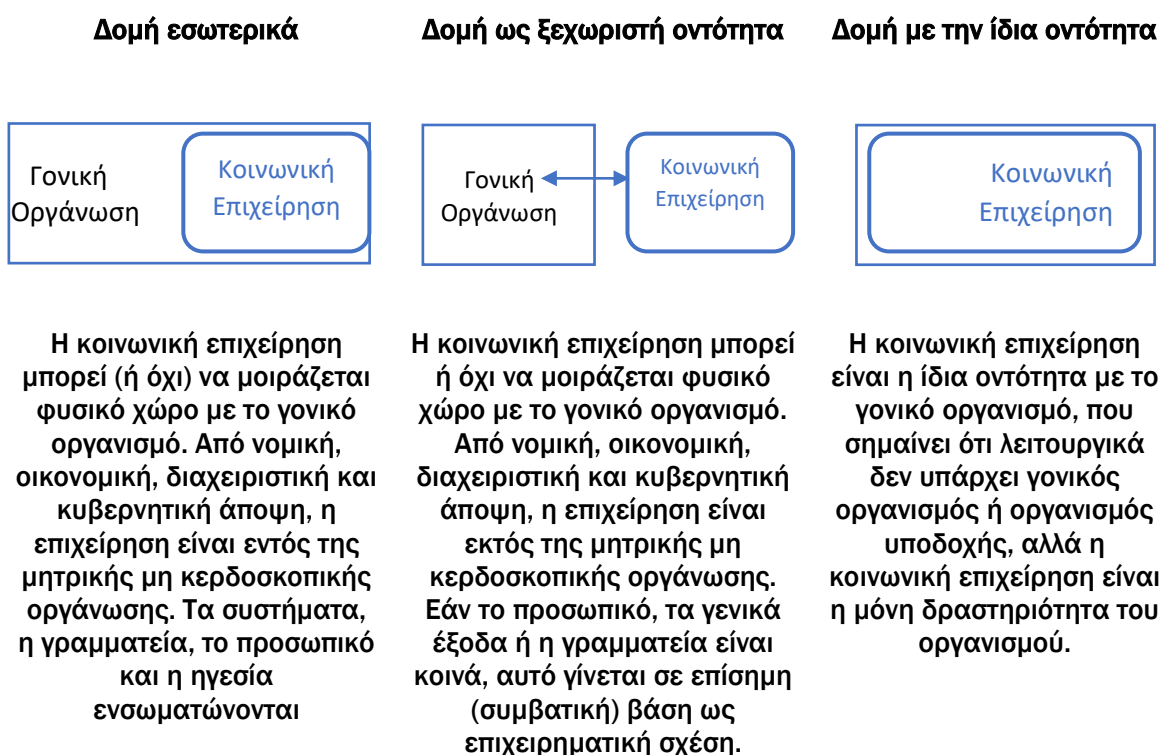 Δομή εσωτερικά
Δομή ως ξεχωριστή οντότητα
Δομή με την ίδια οντότητα
Γονική
Οργάνωση
Κοινωνική
Επιχείρηση
Γονική
Οργάνωση
Κοινωνική
Επιχείρηση
Κοινωνική
Επιχείρηση
Η κοινωνική επιχείρηση
μπορεί (ή όχι) να μοιράζεται
φυσικό χώρο με το γονικό
οργανισμό. Από νομική,
οικονομική, διαχειριστική και
κυβερνητική άποψη, η
επιχείρηση είναι εντός της
μητρικής μη κερδοσκοπικής
οργάνωσης. Τα συστήματα,
η γραμματεία, το προσωπικό
και η ηγεσία
ενσωματώνονται
Η κοινωνική επιχείρηση μπορεί
ή όχι να μοιράζεται φυσικό
χώρο με το γονικό οργανισμό.
Από νομική, οικονομική,
διαχειριστική και κυβερνητική
άποψη, η επιχείρηση είναι
εκτός της μητρικής μη
κερδοσκοπικής οργάνωσης.
Εάν το προσωπικό, τα γενικά
έξοδα ή η γραμματεία είναι
κοινά, αυτό γίνεται σε επίσημη
(συμβατική) βάση ως
επιχειρηματική σχέση.
Η κοινωνική επιχείρηση
είναι η ίδια οντότητα με το
γονικό οργανισμό, που
σημαίνει ότι λειτουργικά
δεν υπάρχει γονικός
οργανισμός ή οργανισμός
υποδοχής, αλλά η
κοινωνική επιχείρηση είναι
η μόνη δραστηριότητα του
οργανισμού.